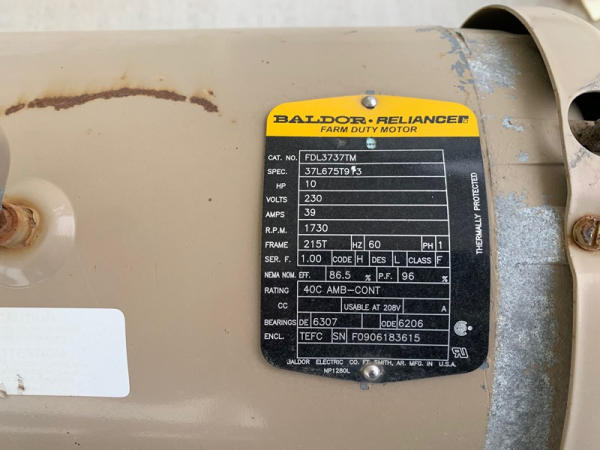 BALDOR • RELIANCE
FARM DUTY MOTOR
CAT. NO. FDL3737TM
SPEC. 37L675T913
HP 10
VOLTS 230
AMPS 39
R.P.M. 1730
FRAME 215T HZ 60 PH 1
SER. F. 1.00 CODE H DES L CLASS F
NEMA NOM. EFF. 86.5 % P.F. 96 %
RATING 40C AMB-CONT
CC USABLE AT 208V A
BEARINGS DE 6307 ODE 6206
ENCL. TEFC SN F0906183615
BALDOR ELECTRIC CO. FT. SMITH, AR. MFG. IN U.S.A.
NP1280L
THERMALLY PROTECTED